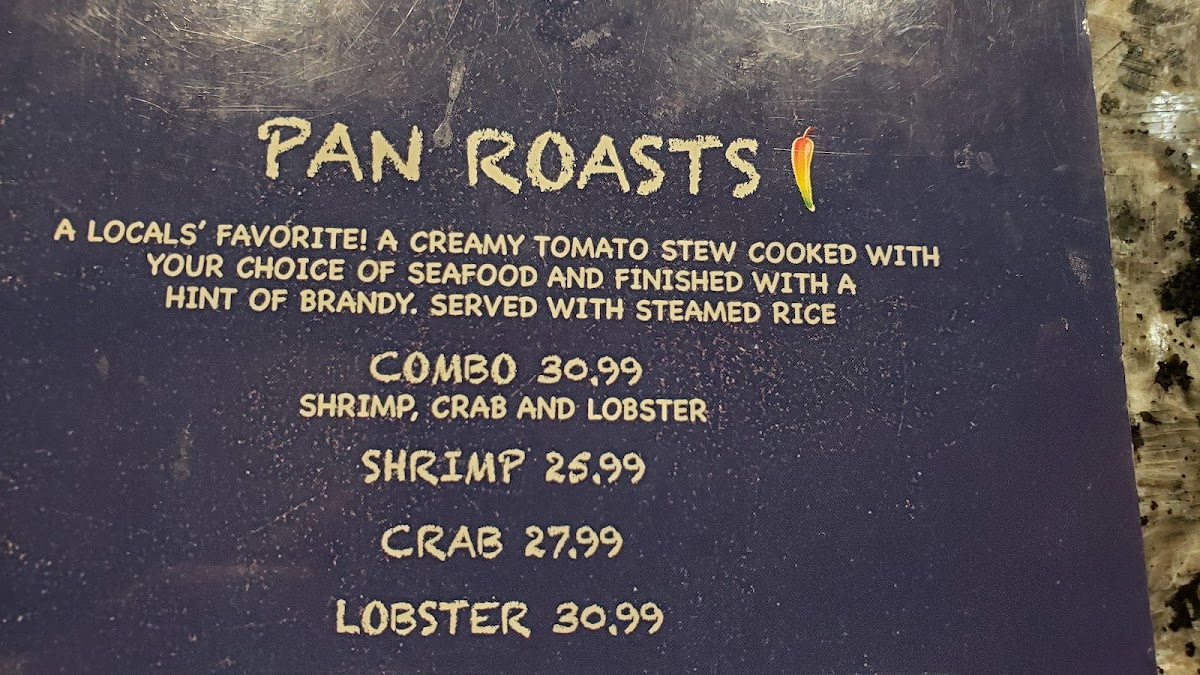 PAN ROASTS
A LOCALS' FAVORITE! A CREAMY TOMATO STEW COOKED WITH
YOUR CHOICE OF SEAFOOD AND FINISHED WITH A
HINT OF BRANDY. SERVED WITH STEAMED RICE
COMBO 30.99
SHRIMP, CRAB AND LOBSTER
SHRIMP 25.99
CRAB 27.99
LOBSTER 30.99